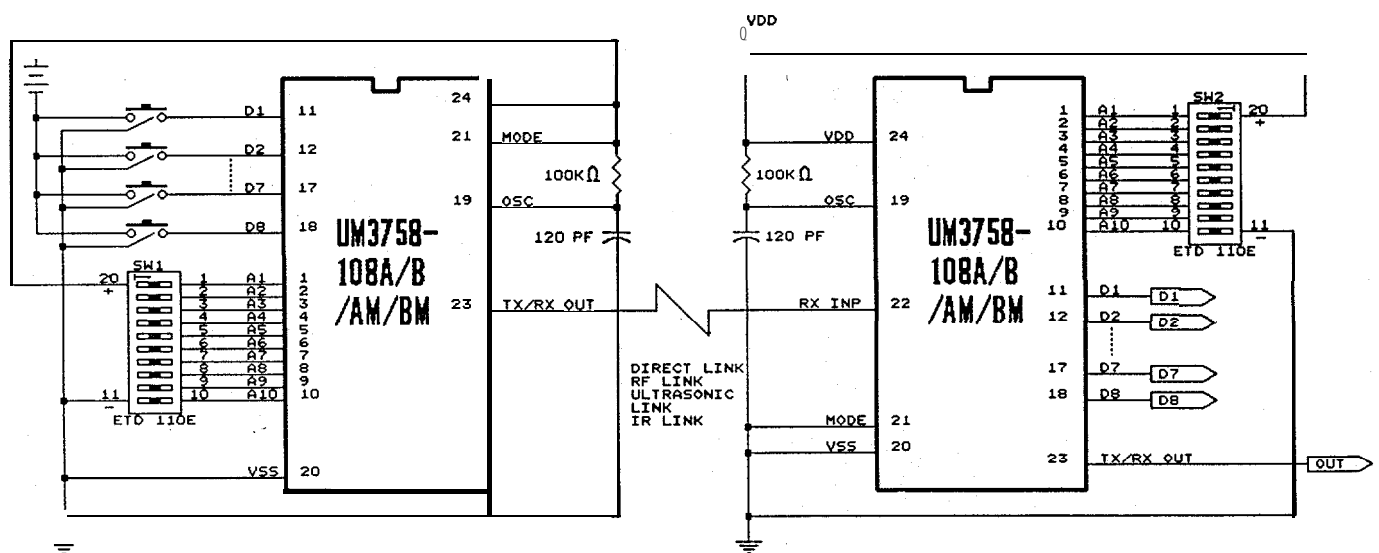 VDD
24
21 MODE
100KΩ
19 OSC
120 PF
23 TX/RX OUT
D1 11
D2 12
D7 17
D8 18
UM3758-
108A/B
/AM/BM
SW1
20
+
1 A1 1
2 A2 2
3 A3 3
4 A4 4
5 A5 5
6 A6 6
7 A7 7
8 A8 8
9 A9 9
10 A10 10
11
-
ETD 110E
VSS 20
DIRECT LINK
RF LINK
ULTRASONIC
LINK
IR LINK
VDD 24
100KΩ
OSC 19
120 PF
RX INP 22
MODE 21
VSS 20
UM3758-
108A/B
/AM/BM
SW2
1 A1 1
2 A2 2
3 A3 3
4 A4 4
5 A5 5
6 A6 6
7 A7 7
8 A8 8
9 A9 9
10 A10 10
20
+
11
-
ETD 110E
11 D1 D1
12 D2 D2
17 D7 D7
18 D8 D8
23 TX/RX OUT OUT